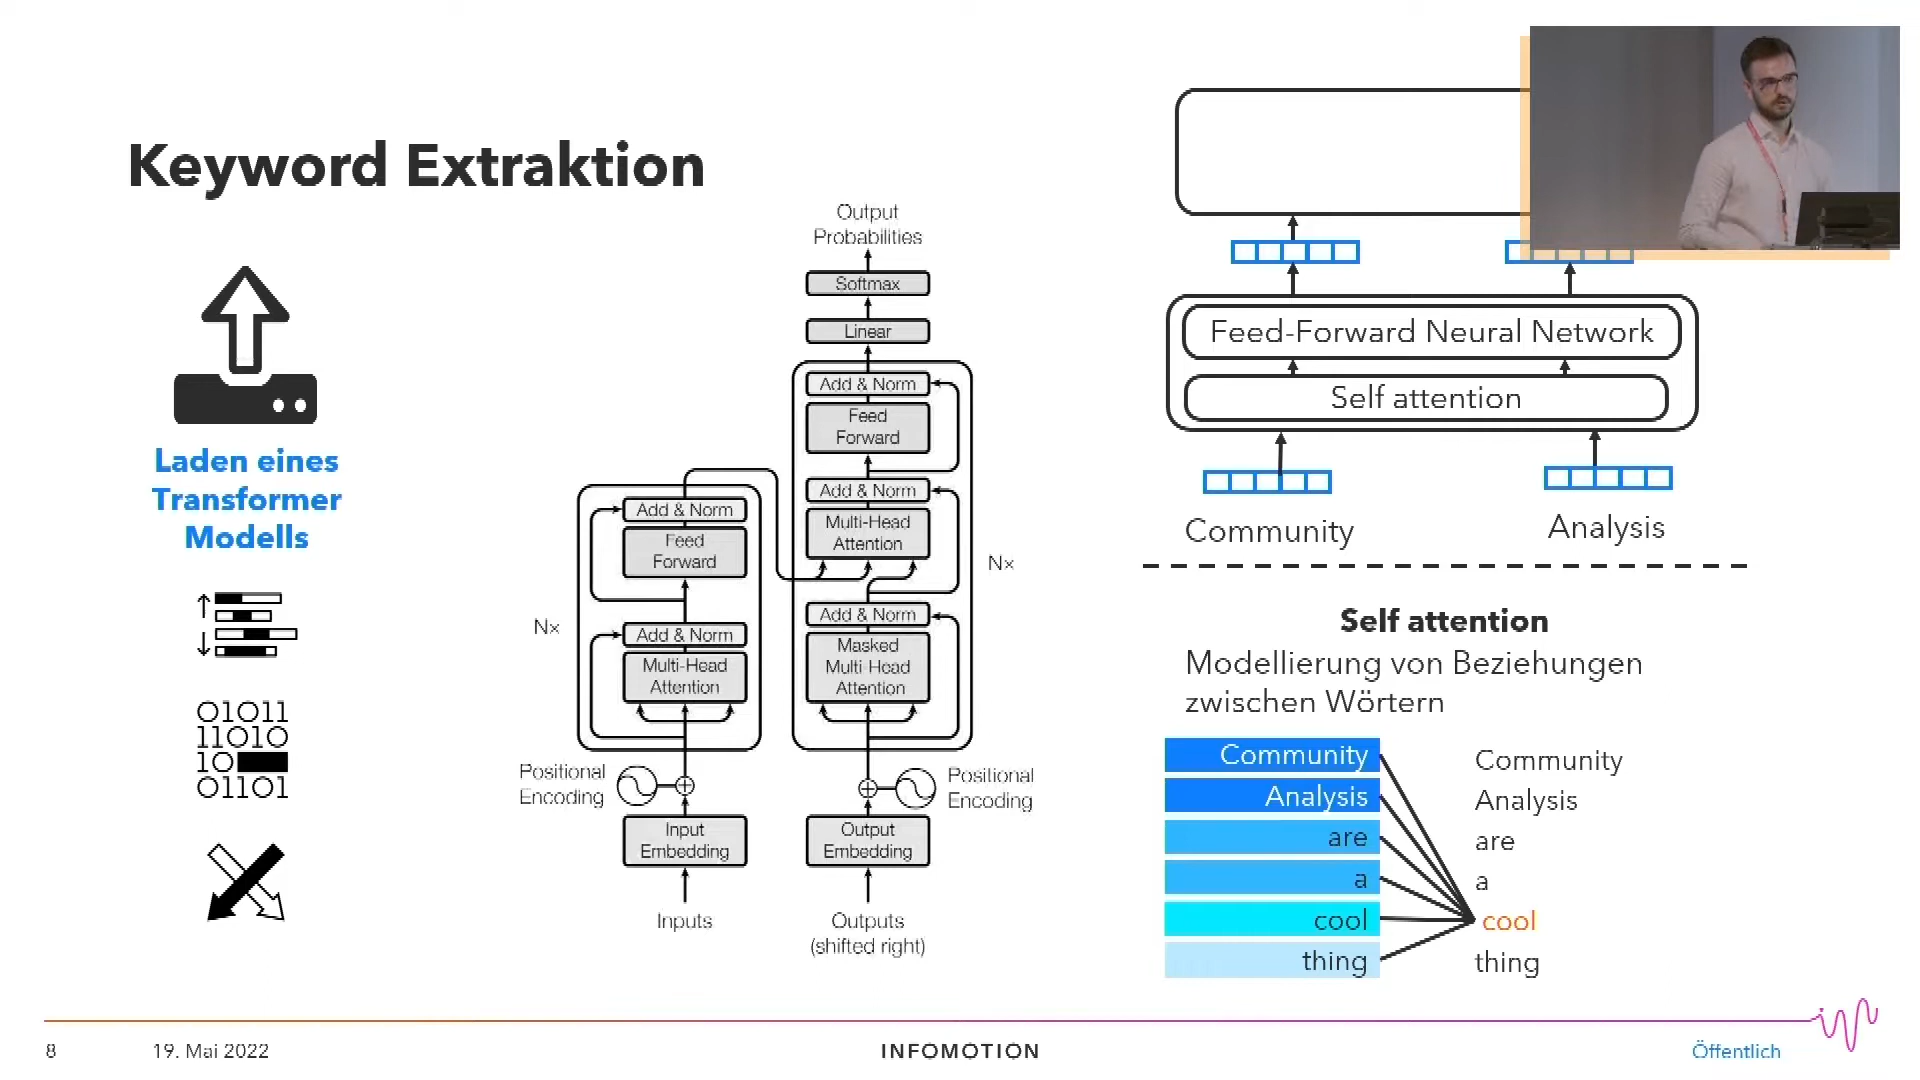 Keyword Extraktion
Laden eines
Transformer
Modells
01011
11010
10
01101
Output
Probabilities
Softmax
Linear
Add & Norm
Feed
Forward
Add & Norm
Multi-Head
Attention
Nx
Add & Norm
Masked
Multi-Head
Attention
Add & Norm
Feed
Forward
Nx
Add & Norm
Multi-Head
Attention
Positional
Encoding
Positional
Encoding
Input
Embedding
Output
Embedding
Inputs
Outputs
(shifted right)
Feed-Forward Neural Network
Self attention
Community
Analysis
Self attention
Modellierung von Beziehungen
zwischen Wörtern
Community
Analysis
are
a
cool
thing
Community
Analysis
are
a
cool
thing
8
19. Mai 2022
INFOMOTION
Öffentlich